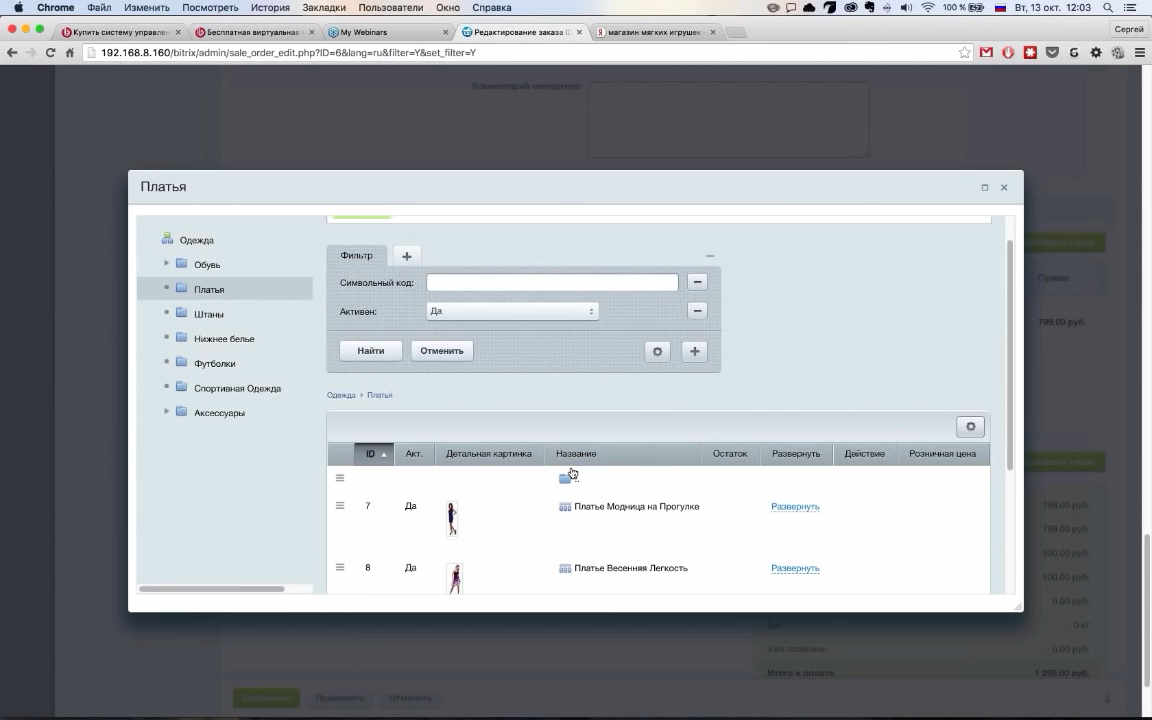 Chrome Файл Изменить Посмотреть История Закладки Пользователи Окно Справка 100 % Вт, 13 окт. 12:03
Купить систему управлен Бесплатная виртуальная My Webinars Редактирование заказа магазин мягких игрушек Сергей
192.168.8.160/bitrix/admin/sale_order_edit.php?ID=6&lang=ru&filter=Y&set_filter=Y
Комментарий менеджера:
Платья
Одежда
Обувь
Платья
Штаны
Нижнее белье
Футболки
Спортивная Одежда
Аксессуары
Фильтр
Символьный код:
Активен: Да
Найти Отменить
Одежда Платья
ID Акт. Детальная картинка Название Остаток Развернуть Действие Розничная цена
..
7 Да Платье Модница на Прогулке Развернуть
8 Да Платье Весенняя Легкость Развернуть
Сумма
799.00 руб.
799.00 руб.
799.00 руб.
500.00 руб.
500.00 руб.
0.00 руб.
0 кг
Уже оплачено: 0.00 руб.
Итого к оплате 1 299.00 руб.
Сохранить Применить Отменить